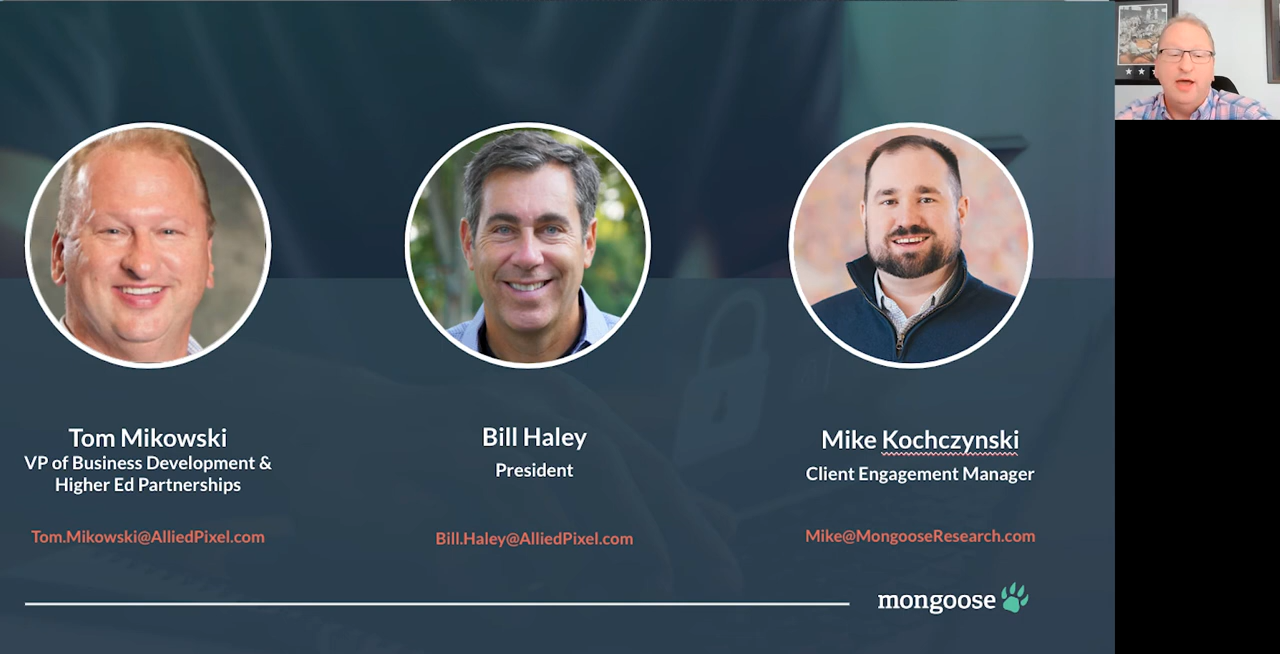 Tom Mikowski
VP of Business Development &
Higher Ed Partnerships
Tom.Mikowski@AlliedPixel.com
Bill Haley
President
Bill.Haley@AlliedPixel.com
Mike Kochczynski
Client Engagement Manager
Mike@MongooseResearch.com
mongoose